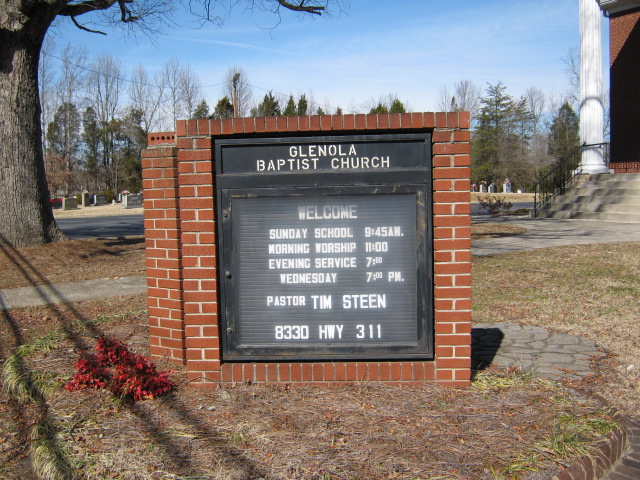 GLENOLA
BAPTIST CHURCH
WELCOME
SUNDAY SCHOOL 9:45AM.
MORNING WORSHIP 11:00
EVENING SERVICE 7:00
WEDNESDAY 7:00 PM.
PASTOR TIM STEEN
8330 HWY 311